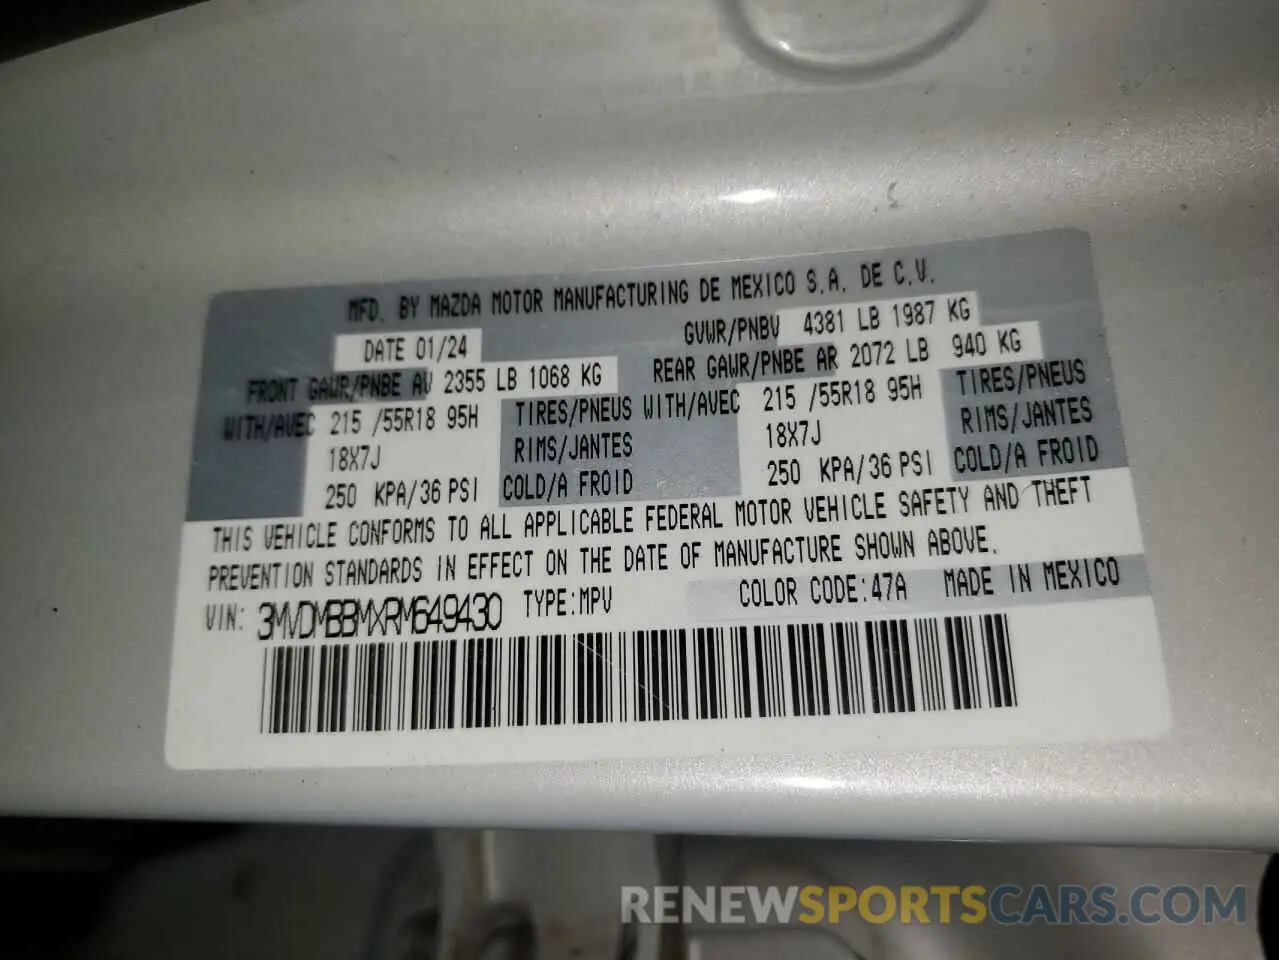 MFD. BY MAZDA MOTOR MANUFACTURING DE MEXICO S.A. DE C.V.
DATE 01/24 GVWR/PNBV 4381 LB 1987 KG
FRONT GAWR/PNBE AV 2355 LB 1068 KG REAR GAWR/PNBE AR 2072 LB 940 KG
WITH/AVEC 215 /55R18 95H TIRES/PNEUS WITH/AVEC 215 /55R18 95H TIRES/PNEUS
18X7J RIMS/JANTES 18X7J RIMS/JANTES
250 KPA/36 PSI COLD/A FROID 250 KPA/36 PSI COLD/A FROID
THIS VEHICLE CONFORMS TO ALL APPLICABLE FEDERAL MOTOR VEHICLE SAFETY AND THEFT
PREVENTION STANDARDS IN EFFECT ON THE DATE OF MANUFACTURE SHOWN ABOVE.
VIN: 3MVDMBBMXRM649430 TYPE:MPV COLOR CODE:47A MADE IN MEXICO
RENEWSPORTSCARS.COM